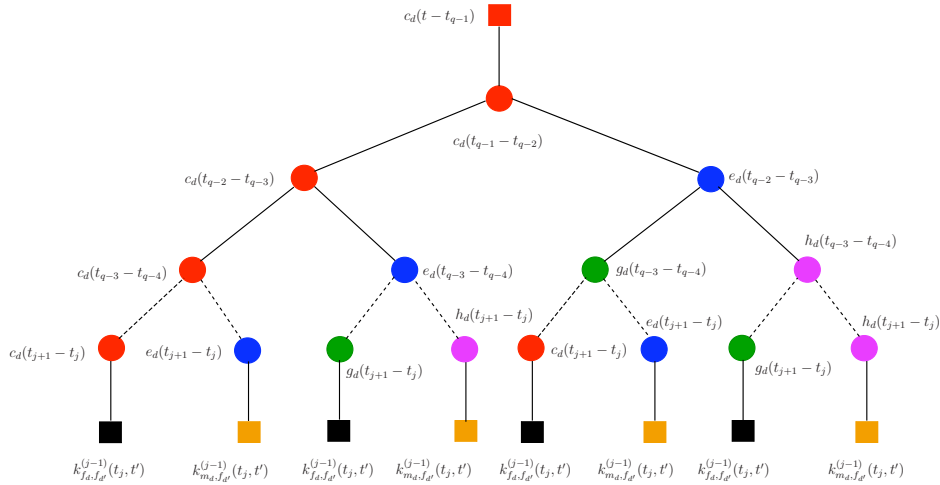 $c_d(t - t_{q-1})$
$c_d(t_{q-1} - t_{q-2})$
$c_d(t_{q-2} - t_{q-3})$
$e_d(t_{q-2} - t_{q-3})$
$c_d(t_{q-3} - t_{q-4})$
$e_d(t_{q-3} - t_{q-4})$
$g_d(t_{q-3} - t_{q-4})$
$h_d(t_{q-3} - t_{q-4})$
$c_d(t_{j+1} - t_j)$
$e_d(t_{j+1} - t_j)$
$g_d(t_{j+1} - t_j)$
$h_d(t_{j+1} - t_j)$
$c_d(t_{j+1} - t_j)$
$e_d(t_{j+1} - t_j)$
$g_d(t_{j+1} - t_j)$
$h_d(t_{j+1} - t_j)$
$k^{(j-1)}_{f_d, f_{d'}}(t_j, t')$
$k^{(j-1)}_{m_d, f_{d'}}(t_j, t')$
$k^{(j-1)}_{f_d, f_{d'}}(t_j, t')$
$k^{(j-1)}_{m_d, f_{d'}}(t_j, t')$
$k^{(j-1)}_{f_d, f_{d'}}(t_j, t')$
$k^{(j-1)}_{m_d, f_{d'}}(t_j, t')$
$k^{(j-1)}_{f_d, f_{d'}}(t_j, t')$
$k^{(j-1)}_{m_d, f_{d'}}(t_j, t')$